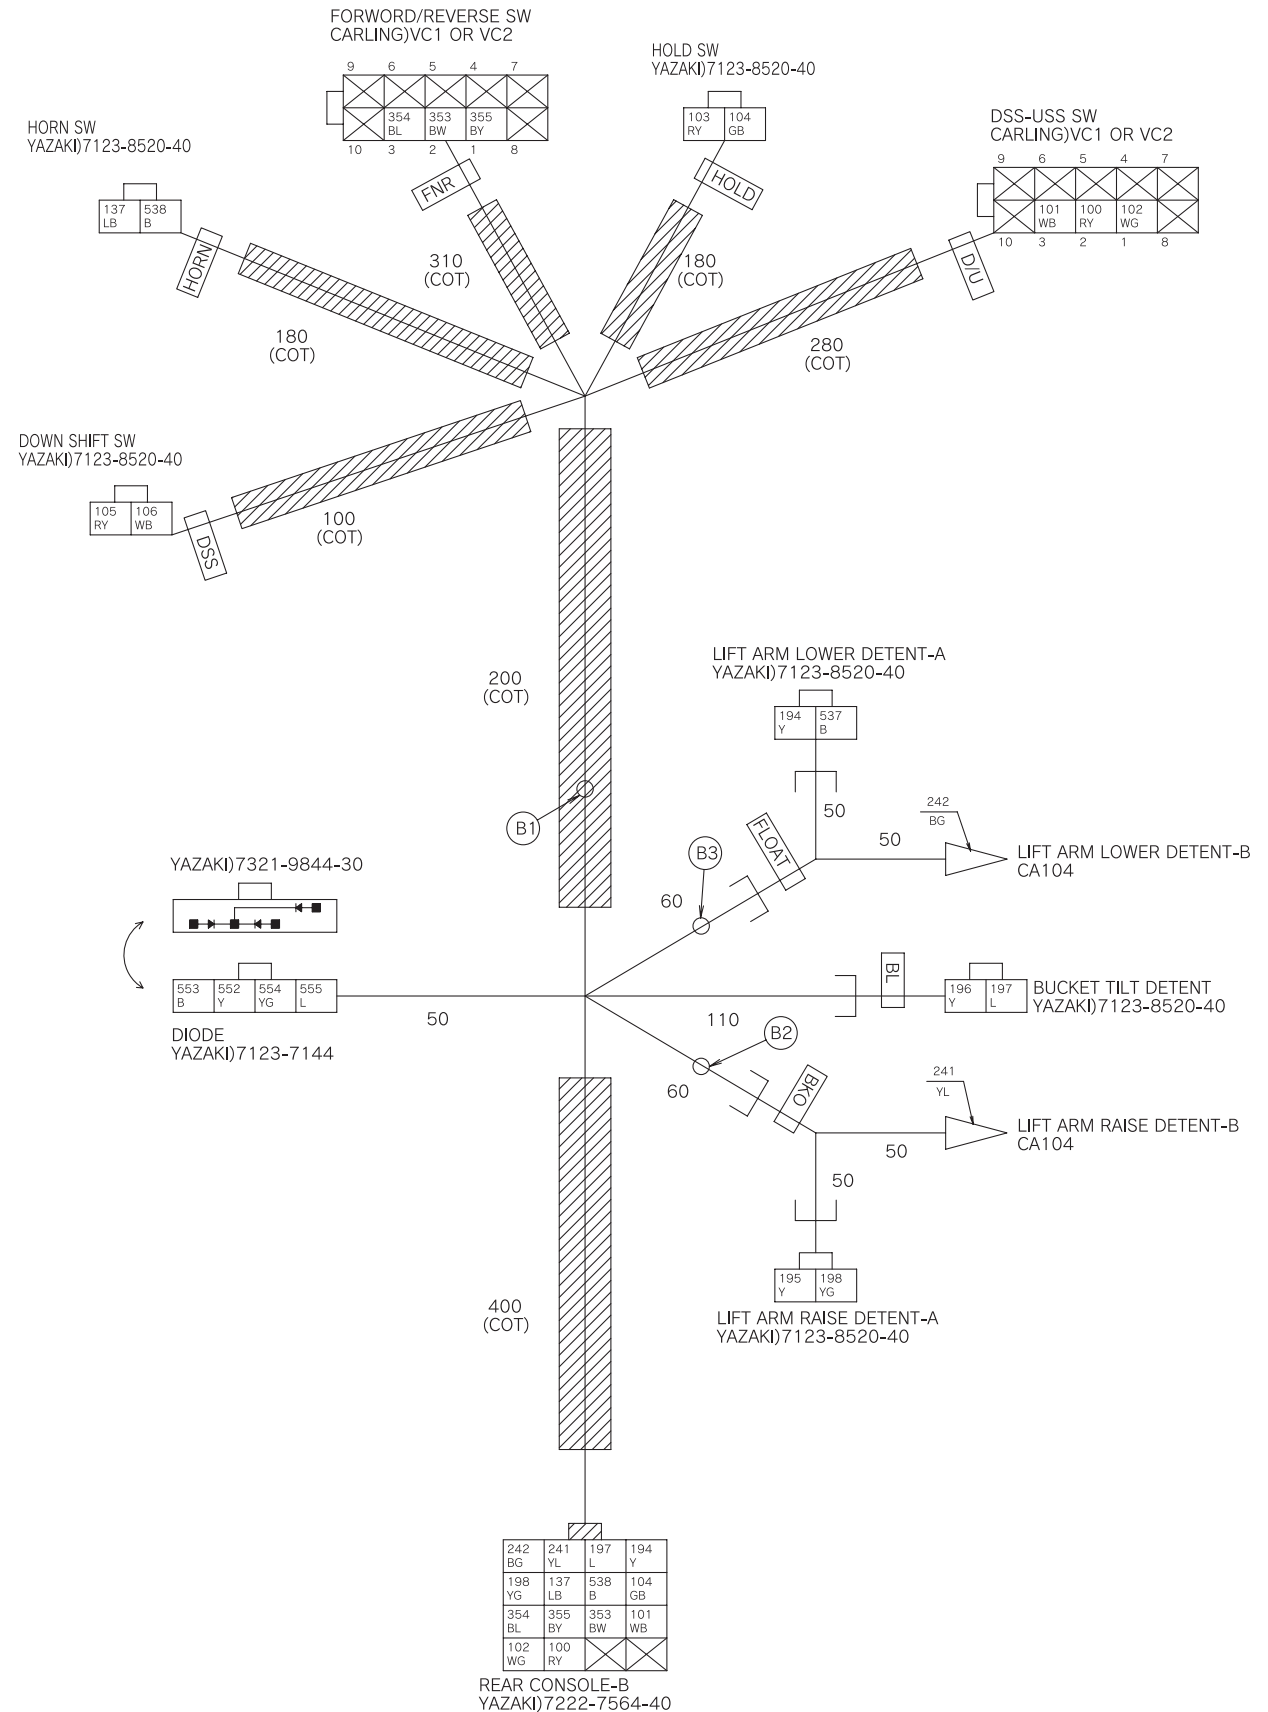 FORWORD/REVERSE SW
CARLING)VC1 OR VC2
9 6 5 4 7
354 353 355
BL BW BY
10 3 2 1 8
FNR
310
(COT)
HOLD SW
YAZAKI)7123-8520-40
103 104
RY GB
HOLD
180
(COT)
DSS-USS SW
CARLING)VC1 OR VC2
9 6 5 4 7
101 100 102
WB RY WG
10 3 2 1 8
D/U
280
(COT)
HORN SW
YAZAKI)7123-8520-40
137 538
LB B
HORN
180
(COT)
DOWN SHIFT SW
YAZAKI)7123-8520-40
105 106
RY WB
DSS
100
(COT)
200
(COT)
B1
LIFT ARM LOWER DETENT-A
YAZAKI)7123-8520-40
194 537
Y B
50
242
BG
50
LIFT ARM LOWER DETENT-B
CA104
FLOAT
B3
60
YAZAKI)7321-9844-30
553 552 554 555
B Y YG L
DIODE
YAZAKI)7123-7144
50
BL
110
196 197
Y L
BUCKET TILT DETENT
YAZAKI)7123-8520-40
B2
60
BKO
241
YL
50
LIFT ARM RAISE DETENT-B
CA104
50
195 198
Y YG
LIFT ARM RAISE DETENT-A
YAZAKI)7123-8520-40
400
(COT)
242 241 197 194
BG YL L Y
198 137 538 104
YG LB B GB
354 355 353 101
BL BY BW WB
102 100
WG RY
REAR CONSOLE-B
YAZAKI)7222-7564-40